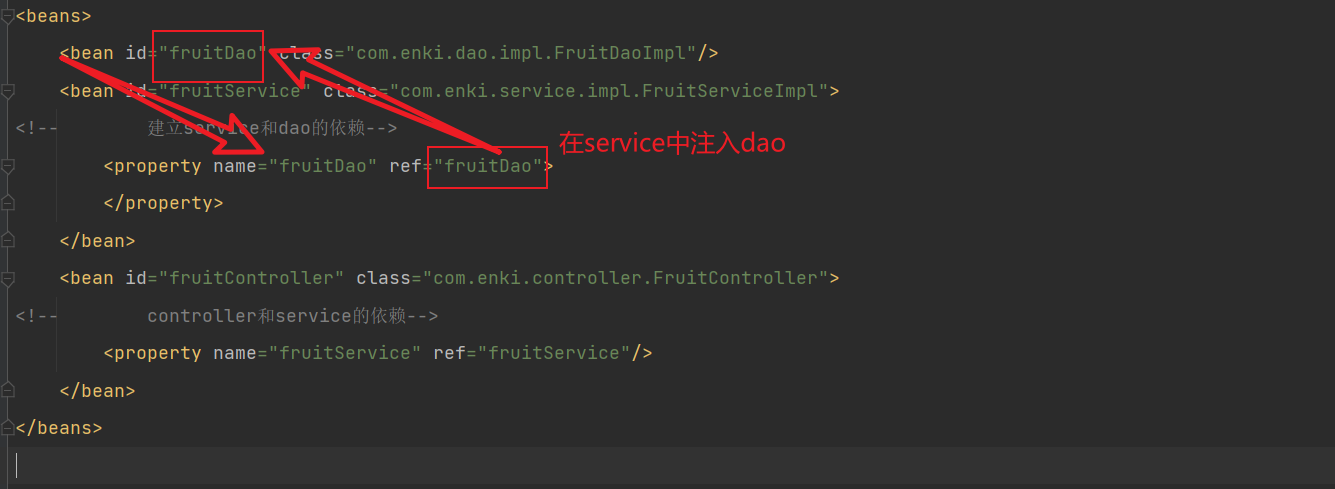 <beans>
<bean id="fruitDao" class="com.enki.dao.impl.FruitDaoImpl"/>
<bean id="fruitService" class="com.enki.service.impl.FruitServiceImpl">
<!-- 建立service和dao的依赖-->
在service中注入dao
<property name="fruitDao" ref="fruitDao">
</property>
</bean>
<bean id="fruitController" class="com.enki.controller.FruitController">
<!-- controller和service的依赖-->
<property name="fruitService" ref="fruitService"/>
</bean>
</beans>